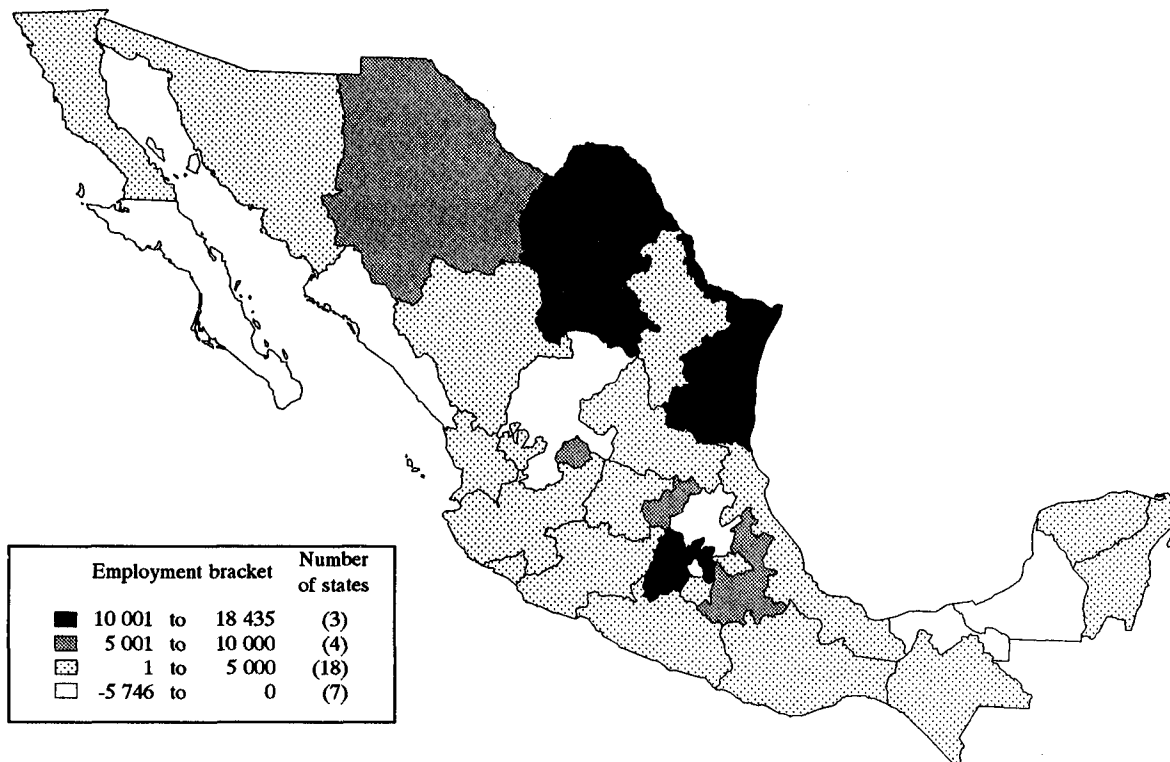 Employment bracket Number of states
10 001 to 18 435 (3)
5 001 to 10 000 (4)
1 to 5 000 (18)
-5 746 to 0 (7)